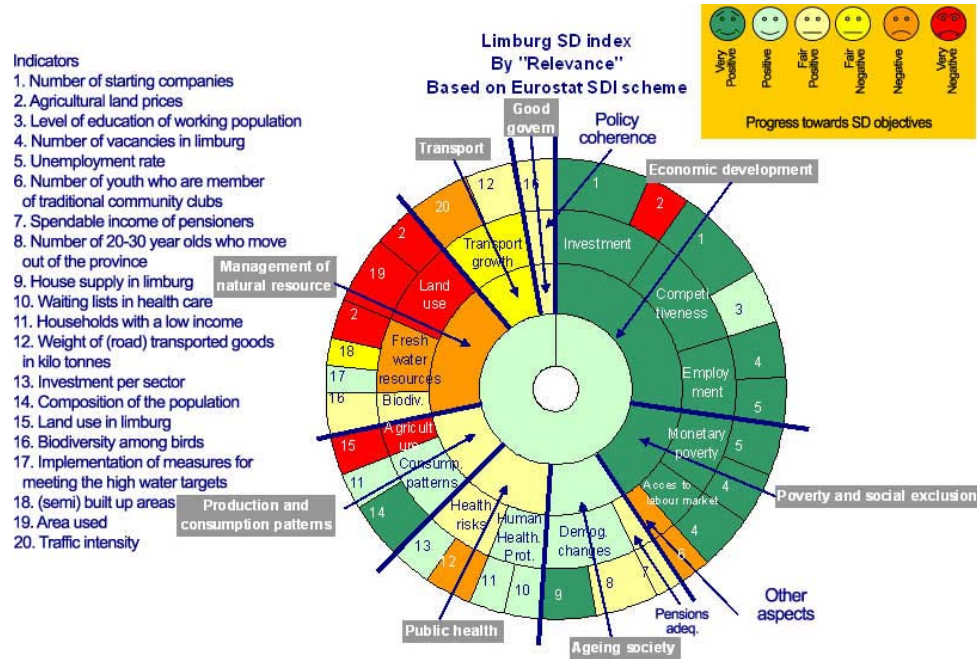 Limburg SD index
By "Relevance"
Based on Eurostat SDI scheme
Very Positive
Positive
Fair Positive
Fair Negative
Negative
Very Negative
Progress towards SD objectives
Indicators
1. Number of starting companies
2. Agricultural land prices
3. Level of education of working population
4. Number of vacancies in limburg
5. Unemployment rate
6. Number of youth who are member
of traditional community clubs
7. Spendable income of pensioners
8. Number of 20-30 year olds who move
out of the province
9. House supply in limburg
10. Waiting lists in health care
11. Households with a low income
12. Weight of (road) transported goods
in kilo tonnes
13. Investment per sector
14. Composition of the population
15. Land use in limburg
16. Biodiversity among birds
17. Implementation of measures for
meeting the high water targets
18. (semi) built up areas
19. Area used
20. Traffic intensity
Good
govern
Policy
coherence
Transport
Economic development
Management of
natural resource
Poverty and social exclusion
Production and
consumption patterns
Public health
Ageing society
Pensions
adeq.
Other
aspects
Investment
Competi
tiveness
Employ
ment
Monetary
poverty
Acces to
labour market
Demog.
changes
Human
Health.
Prot.
Health
risks
Consump.
patterns
Agricult
ure
Biodiv.
Fresh
water
resources
Land
use
Transport
growth
1
2
1
3
4
5
5
4
4
6
7
8
9
10
11
12
13
14
11
15
16
17
18
2
19
2
20
12
16